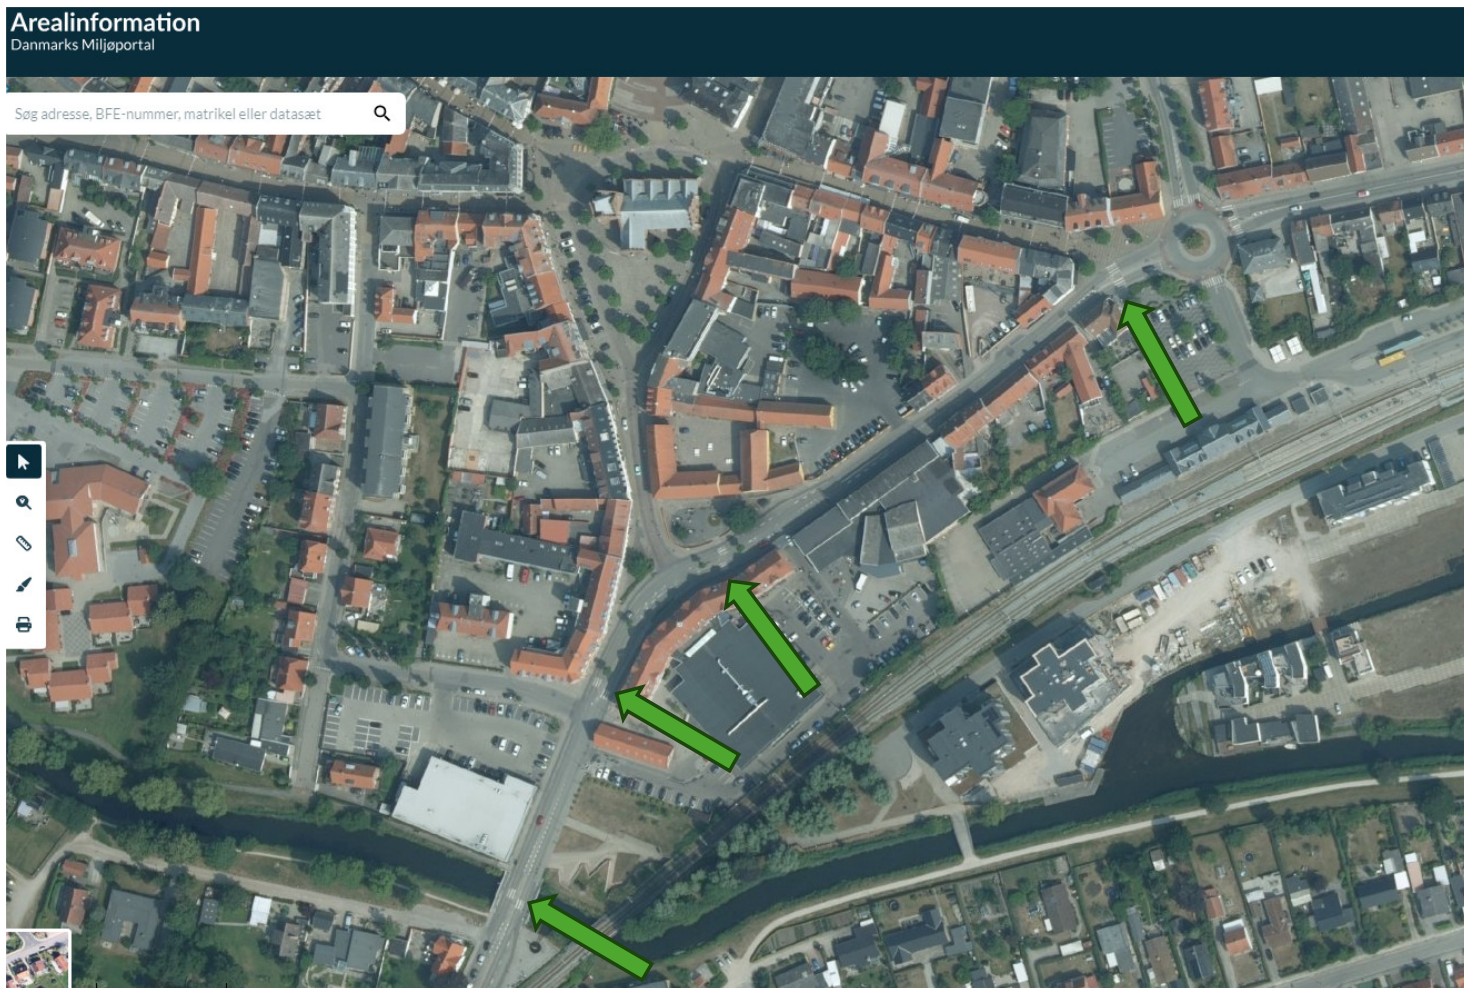 Arealinformation
Danmarks Miljøportal
Søg adresse, BFE-nummer, matrikel eller datasæt